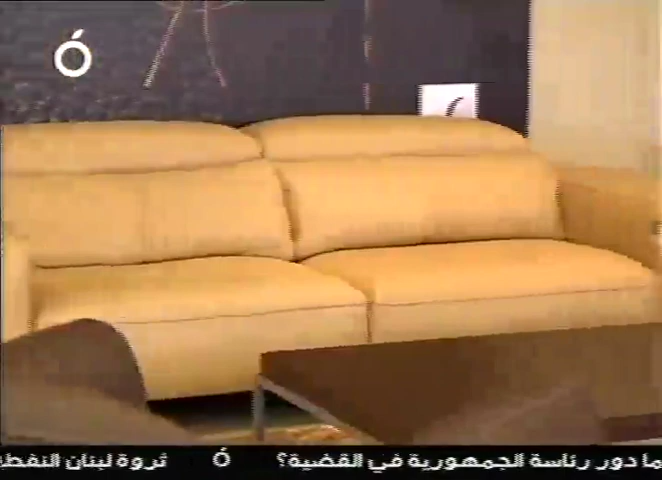 Ó
ما دور رئاسة الجمهورية في القضية؟ Ó ثروة لبنان النفط